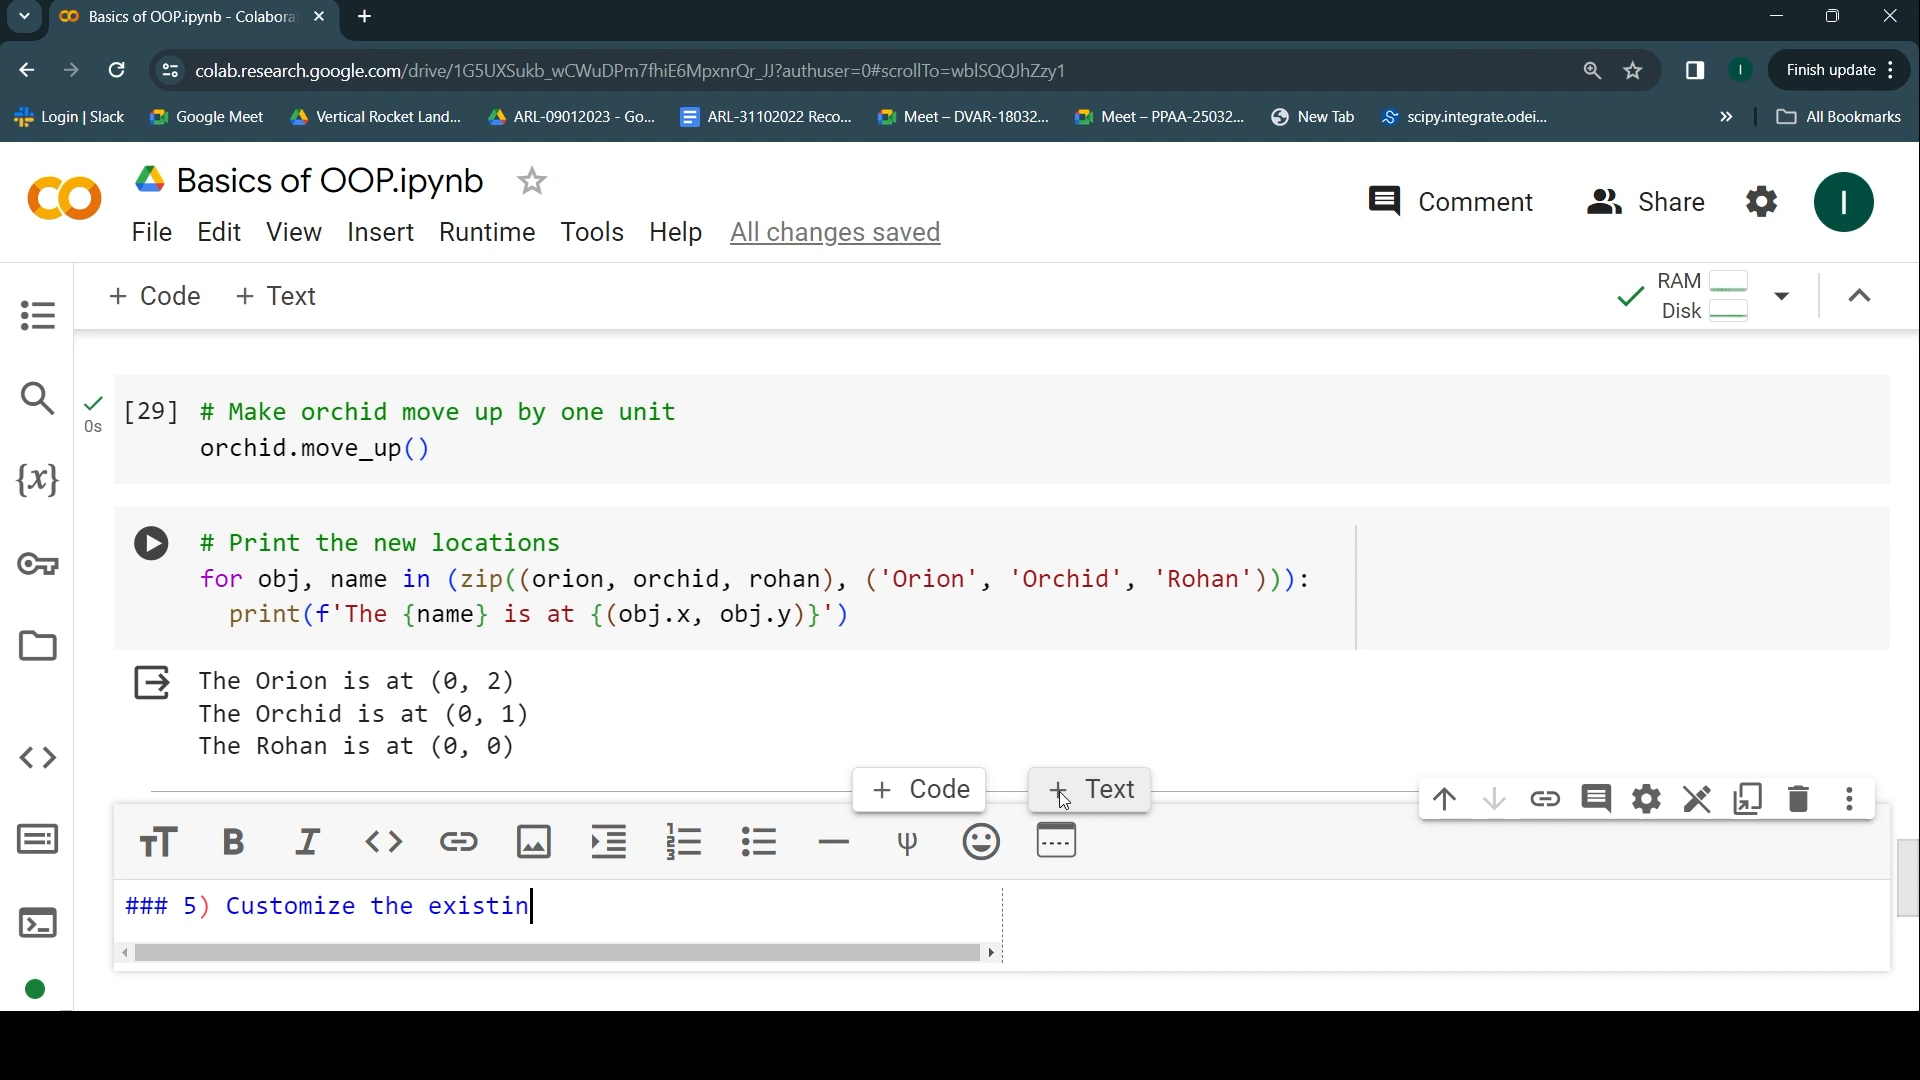 Basics of OOP.ipynb - Colabora
colab.research.google.com/drive/1G5UXSukb_wCWuDPm7fhiE6MpxnrQr_JJ?authuser=0#scrollTo=wblSQQJhZzy1
I
Finish update
Login | Slack
Google Meet
Vertical Rocket Land...
ARL-09012023 - Go...
ARL-31102022 Reco...
Meet – DVAR-18032...
Meet – PPAA-25032...
New Tab
scipy.integrate.odei...
»
All Bookmarks
Basics of OOP.ipynb
Comment
Share
I
File Edit View Insert Runtime Tools Help All changes saved
+ Code + Text
RAM
Disk
[29] # Make orchid move up by one unit
0s
orchid.move_up()
{x}
# Print the new locations
for obj, name in (zip((orion, orchid, rohan), ('Orion', 'Orchid', 'Rohan'))):
print(f'The {name} is at {(obj.x, obj.y)}')
The Orion is at (0, 2)
The Orchid is at (0, 1)
The Rohan is at (0, 0)
+ Code + Text
### 5) Customize the existin